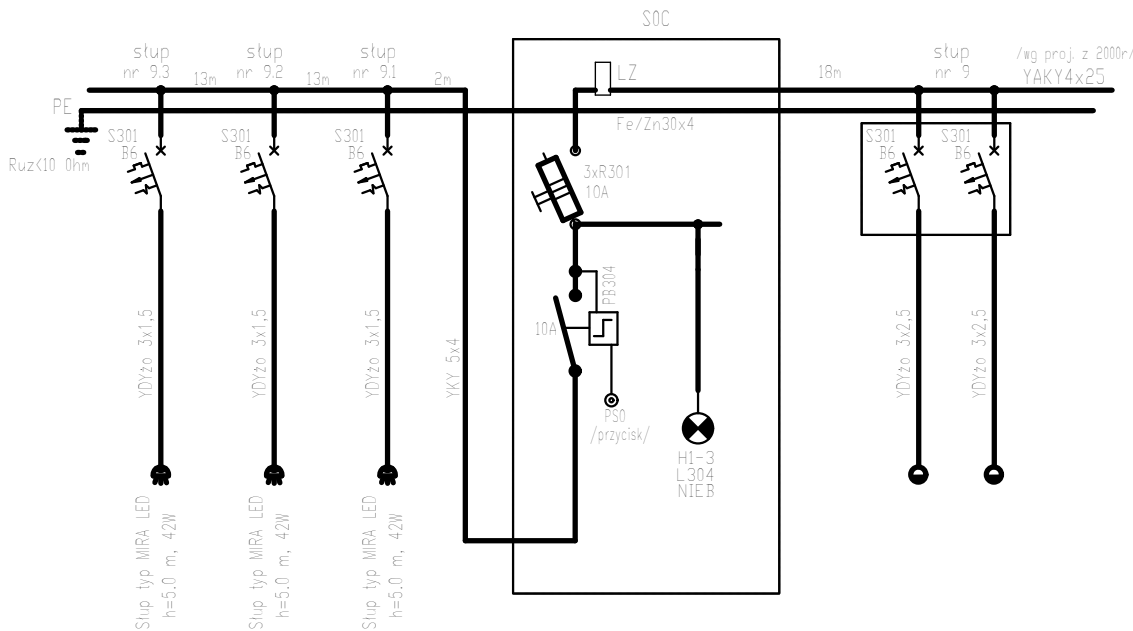 SOC
słup
nr 9.3
13m
słup
nr 9.2
13m
słup
nr 9.1
2m
LZ
18m
słup
nr 9
/wg proj. z 2000r/
YAKY4x25
PE
Fe/Zn30x4
Ruz<10 Ohm
S301
B6
S301
B6
S301
B6
3xR301
10A
S301
B6
S301
B6
PB304
10A
YDYżo 3x1,5
YDYżo 3x1,5
YDYżo 3x1,5
YKY 5x4
YDYżo 3x2,5
YDYżo 3x2,5
PSO
/przycisk/
H1-3
L304
NIEB
Słup typ MIRA LED
h=5.0 m, 42W
Słup typ MIRA LED
h=5.0 m, 42W
Słup typ MIRA LED
h=5.0 m, 42W